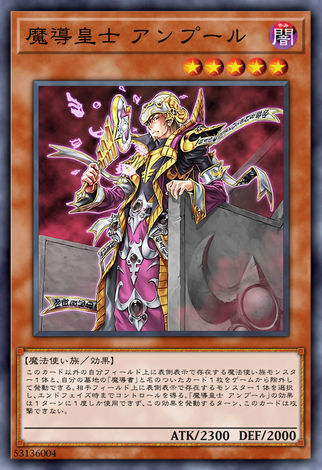 魔導皇士 アンプール
やみ
闇
【魔法使い族/効果】
このカード以外の自分フィールド上に表側表示で存在する魔法使い族モンス
ター1体と、自分の墓地の「魔導書」と名のついたカード1枚をゲームから除外し
て発動できる。相手フィールド上に表側表示で存在するモンスター1体を選択
し、エンドフェイズ時までコントロールを得る。「魔導皇士 アンプール」の効果
は1ターンに1度しか使用できず、この効果を発動するターン、このカードは攻
撃できない。
ATK/2300 DEF/2000
53136004